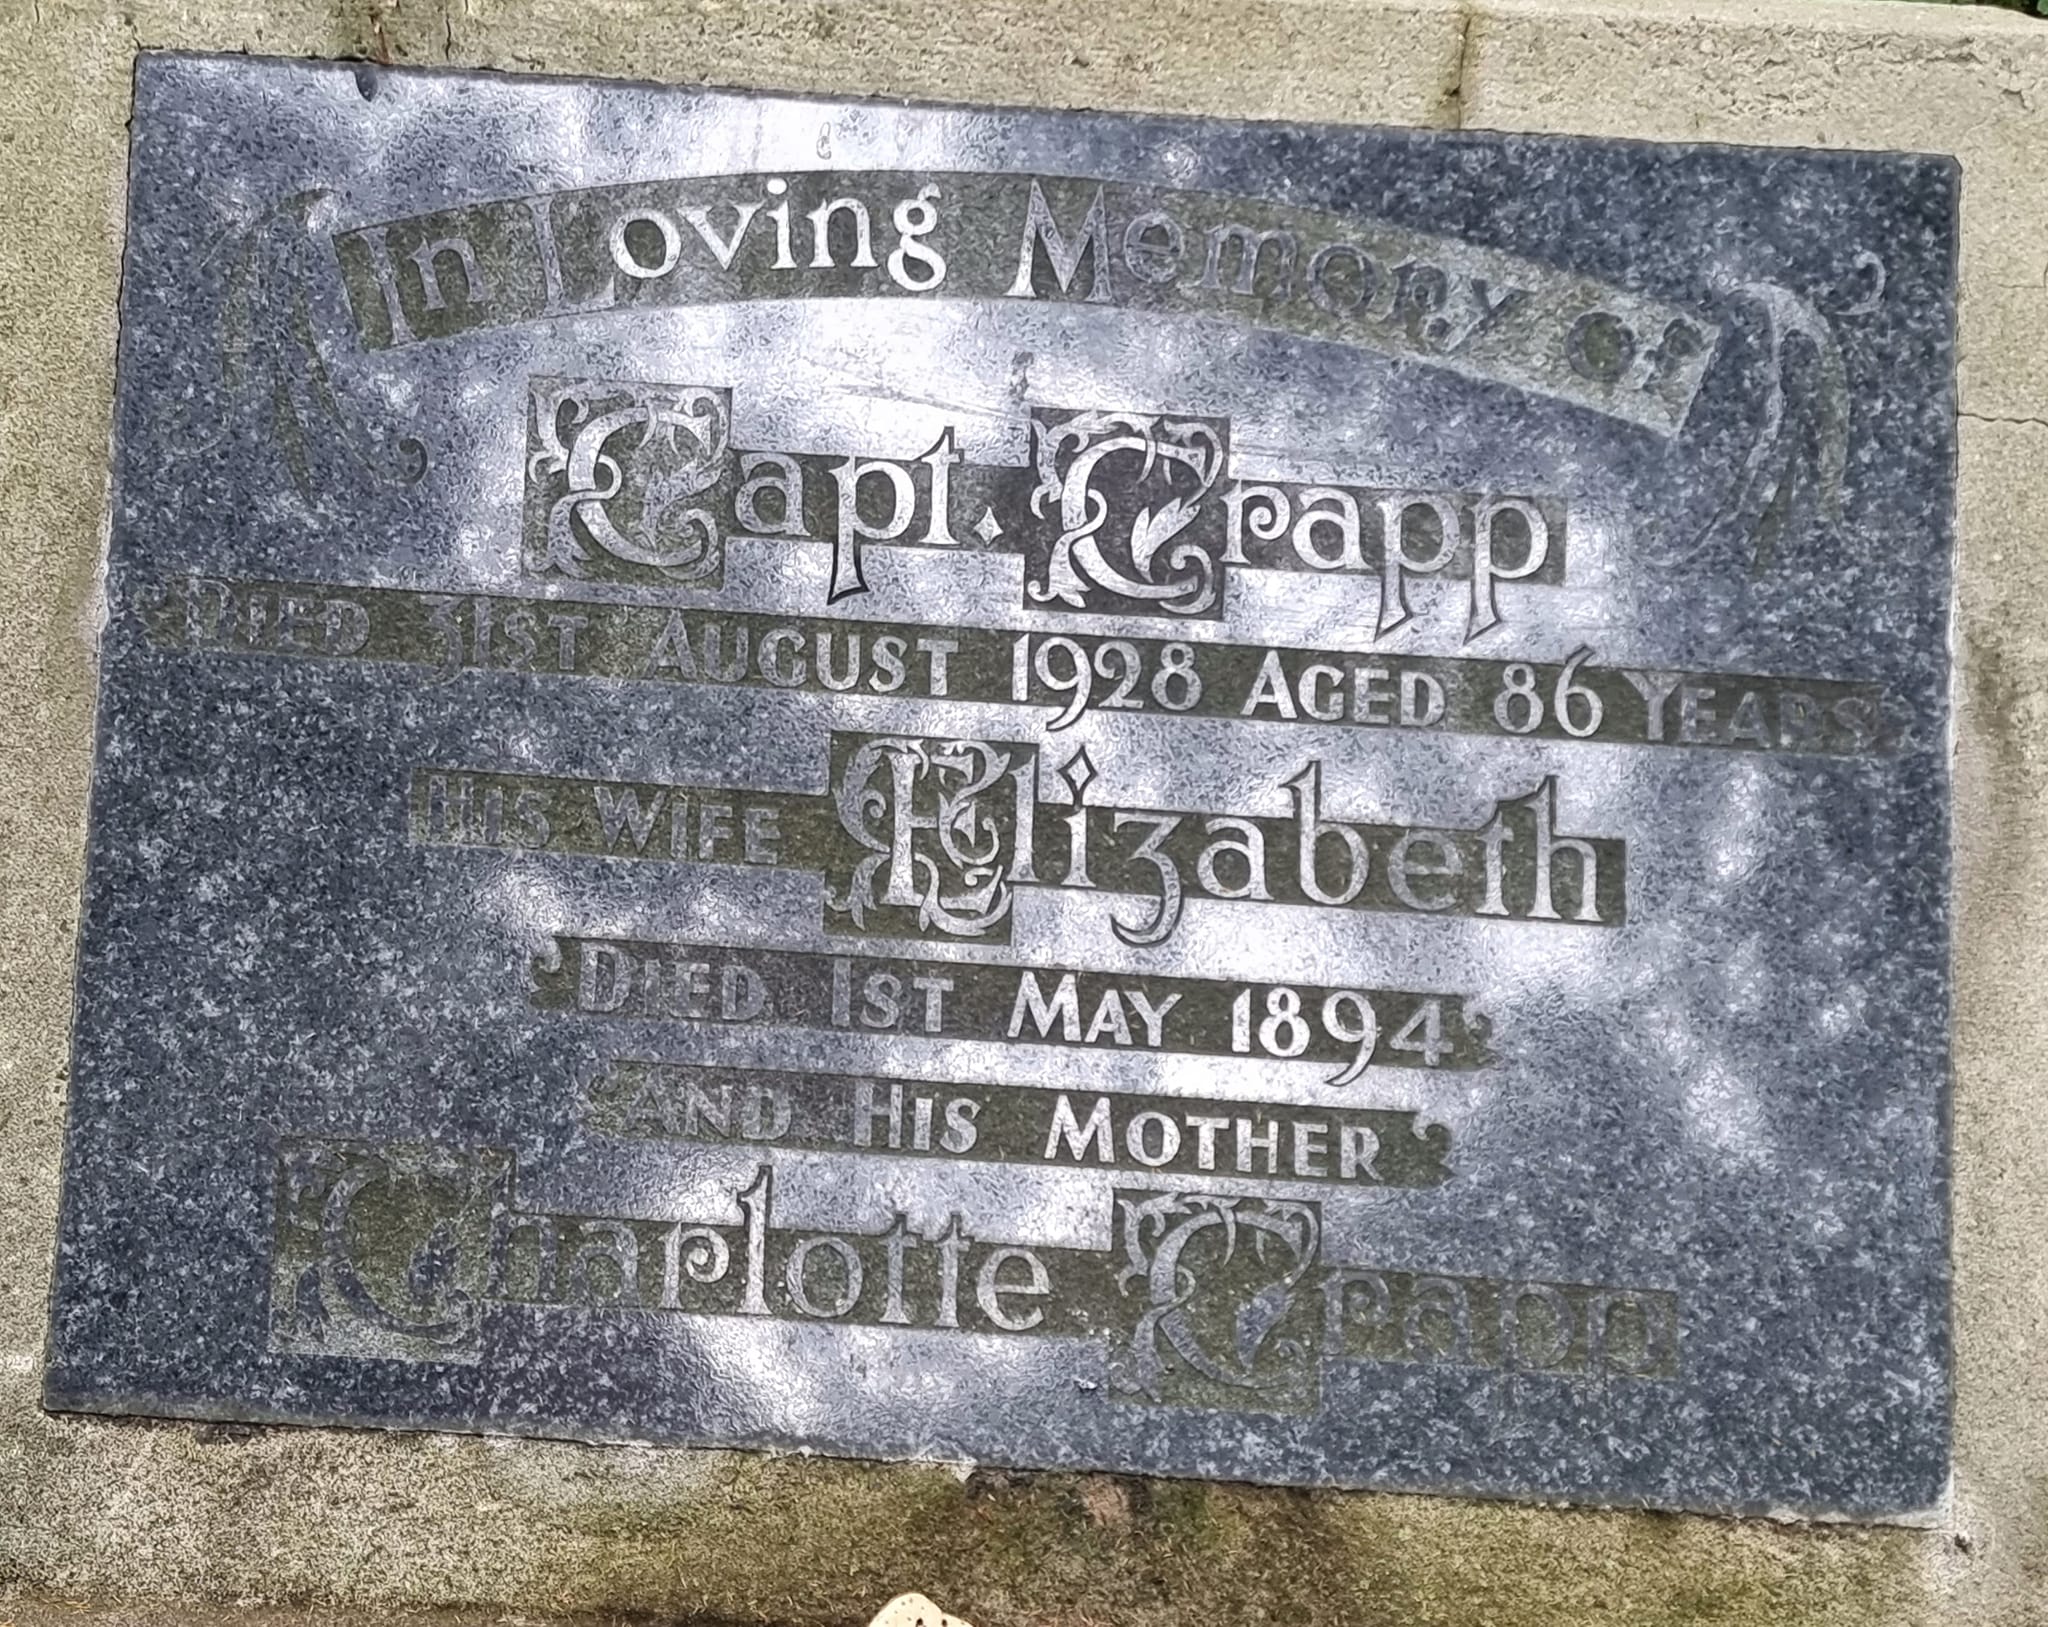 In Loving Memory of
Capt. Crapp
DIED 31ST AUGUST 1928 AGED 86 YEARS
HIS WIFE Elizabeth
DIED 1ST MAY 1894
AND HIS MOTHER
Charlotte Crapp